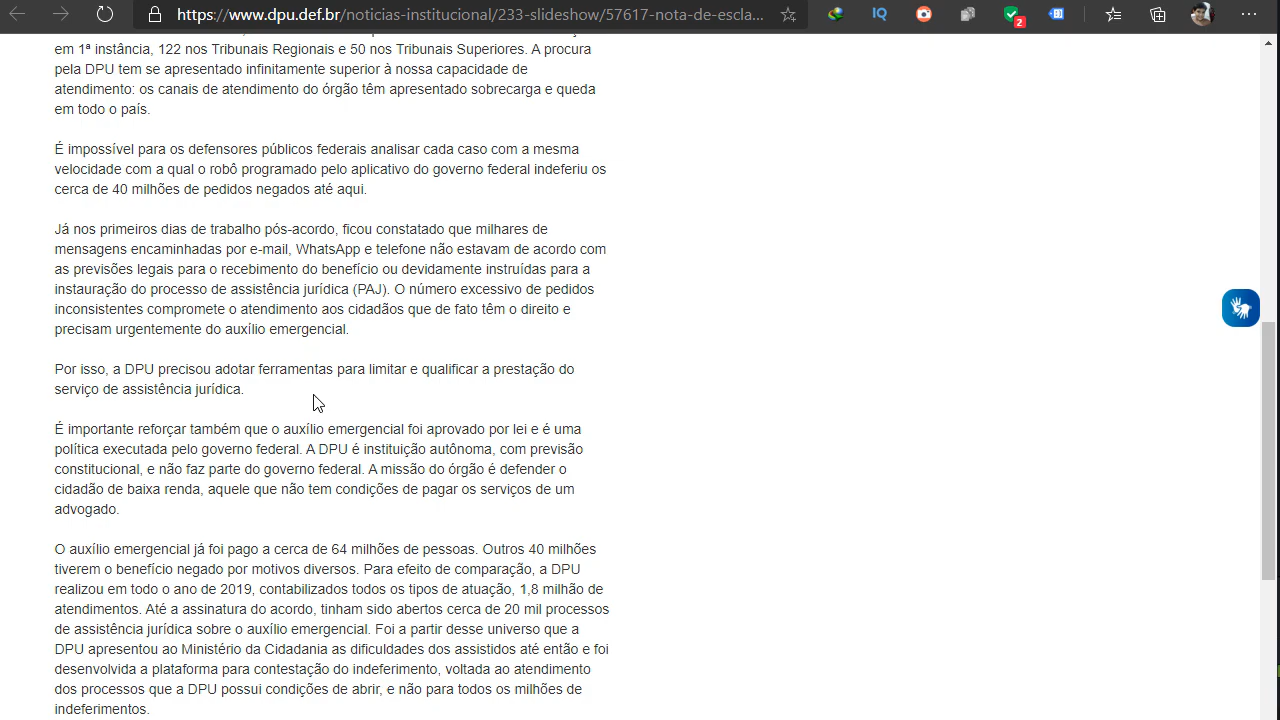 https://www.dpu.def.br/noticias-institucional/233-slideshow/57617-nota-de-escla...
IQ
2
em 1ª instância, 122 nos Tribunais Regionais e 50 nos Tribunais Superiores. A procura
pela DPU tem se apresentado infinitamente superior à nossa capacidade de
atendimento: os canais de atendimento do órgão têm apresentado sobrecarga e queda
em todo o país.
É impossível para os defensores públicos federais analisar cada caso com a mesma
velocidade com a qual o robô programado pelo aplicativo do governo federal indeferiu os
cerca de 40 milhões de pedidos negados até aqui.
Já nos primeiros dias de trabalho pós-acordo, ficou constatado que milhares de
mensagens encaminhadas por e-mail, WhatsApp e telefone não estavam de acordo com
as previsões legais para o recebimento do benefício ou devidamente instruídas para a
instauração do processo de assistência jurídica (PAJ). O número excessivo de pedidos
inconsistentes compromete o atendimento aos cidadãos que de fato têm o direito e
precisam urgentemente do auxílio emergencial.
Por isso, a DPU precisou adotar ferramentas para limitar e qualificar a prestação do
serviço de assistência jurídica.
É importante reforçar também que o auxílio emergencial foi aprovado por lei e é uma
política executada pelo governo federal. A DPU é instituição autônoma, com previsão
constitucional, e não faz parte do governo federal. A missão do órgão é defender o
cidadão de baixa renda, aquele que não tem condições de pagar os serviços de um
advogado.
O auxílio emergencial já foi pago a cerca de 64 milhões de pessoas. Outros 40 milhões
tiverem o benefício negado por motivos diversos. Para efeito de comparação, a DPU
realizou em todo o ano de 2019, contabilizados todos os tipos de atuação, 1,8 milhão de
atendimentos. Até a assinatura do acordo, tinham sido abertos cerca de 20 mil processos
de assistência jurídica sobre o auxílio emergencial. Foi a partir desse universo que a
DPU apresentou ao Ministério da Cidadania as dificuldades dos assistidos até então e foi
desenvolvida a plataforma para contestação do indeferimento, voltada ao atendimento
dos processos que a DPU possui condições de abrir, e não para todos os milhões de
indeferimentos.